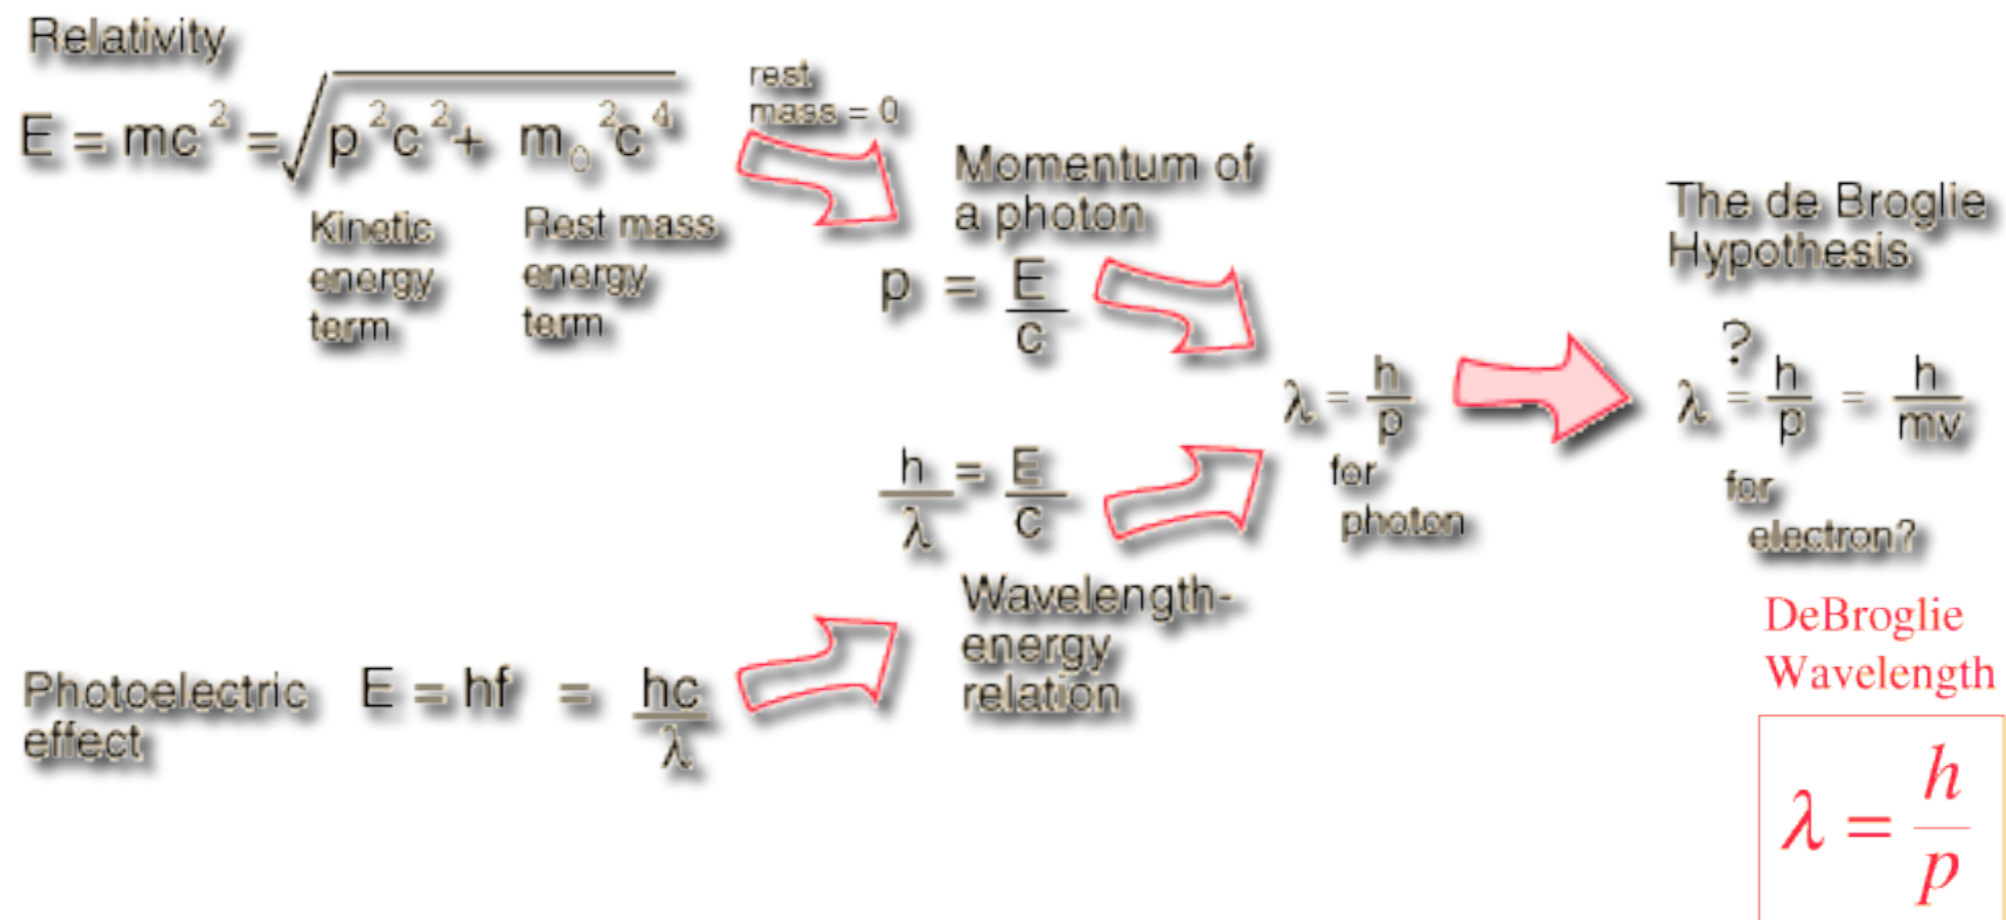 Relativity
E = mc² = √p²c² + m₀²c⁴
Kinetic
energy
term
Rest mass
energy
term
rest
mass = 0
Momentum of
a photon
p = E/c
Photoelectric
effect
E = hf = hc/λ
h/λ = E/c
Wavelength-
energy
relation
λ = h/p
for
photon
The de Broglie
Hypothesis
?
λ = h/p = h/mv
for
electron?
DeBroglie
Wavelength
λ = h/p